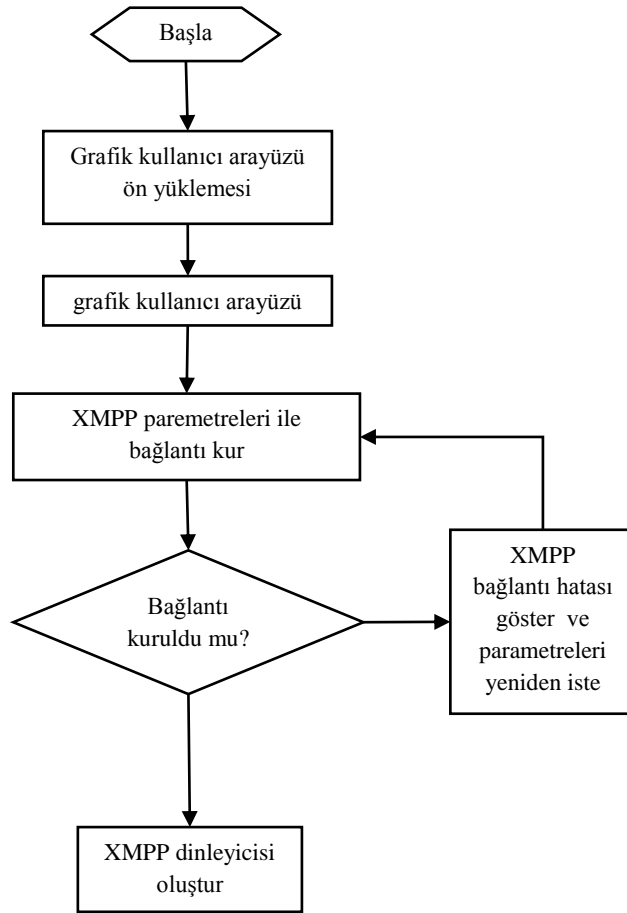 Başla
Grafik kullanıcı arayüzü
ön yüklemesi
grafik kullanıcı arayüzü
XMPP paremetreleri ile
bağlantı kur
Bağlantı
kuruldu mu?
XMPP
bağlantı hatası
göster ve
parametreleri
yeniden iste
XMPP dinleyicisi
oluştur